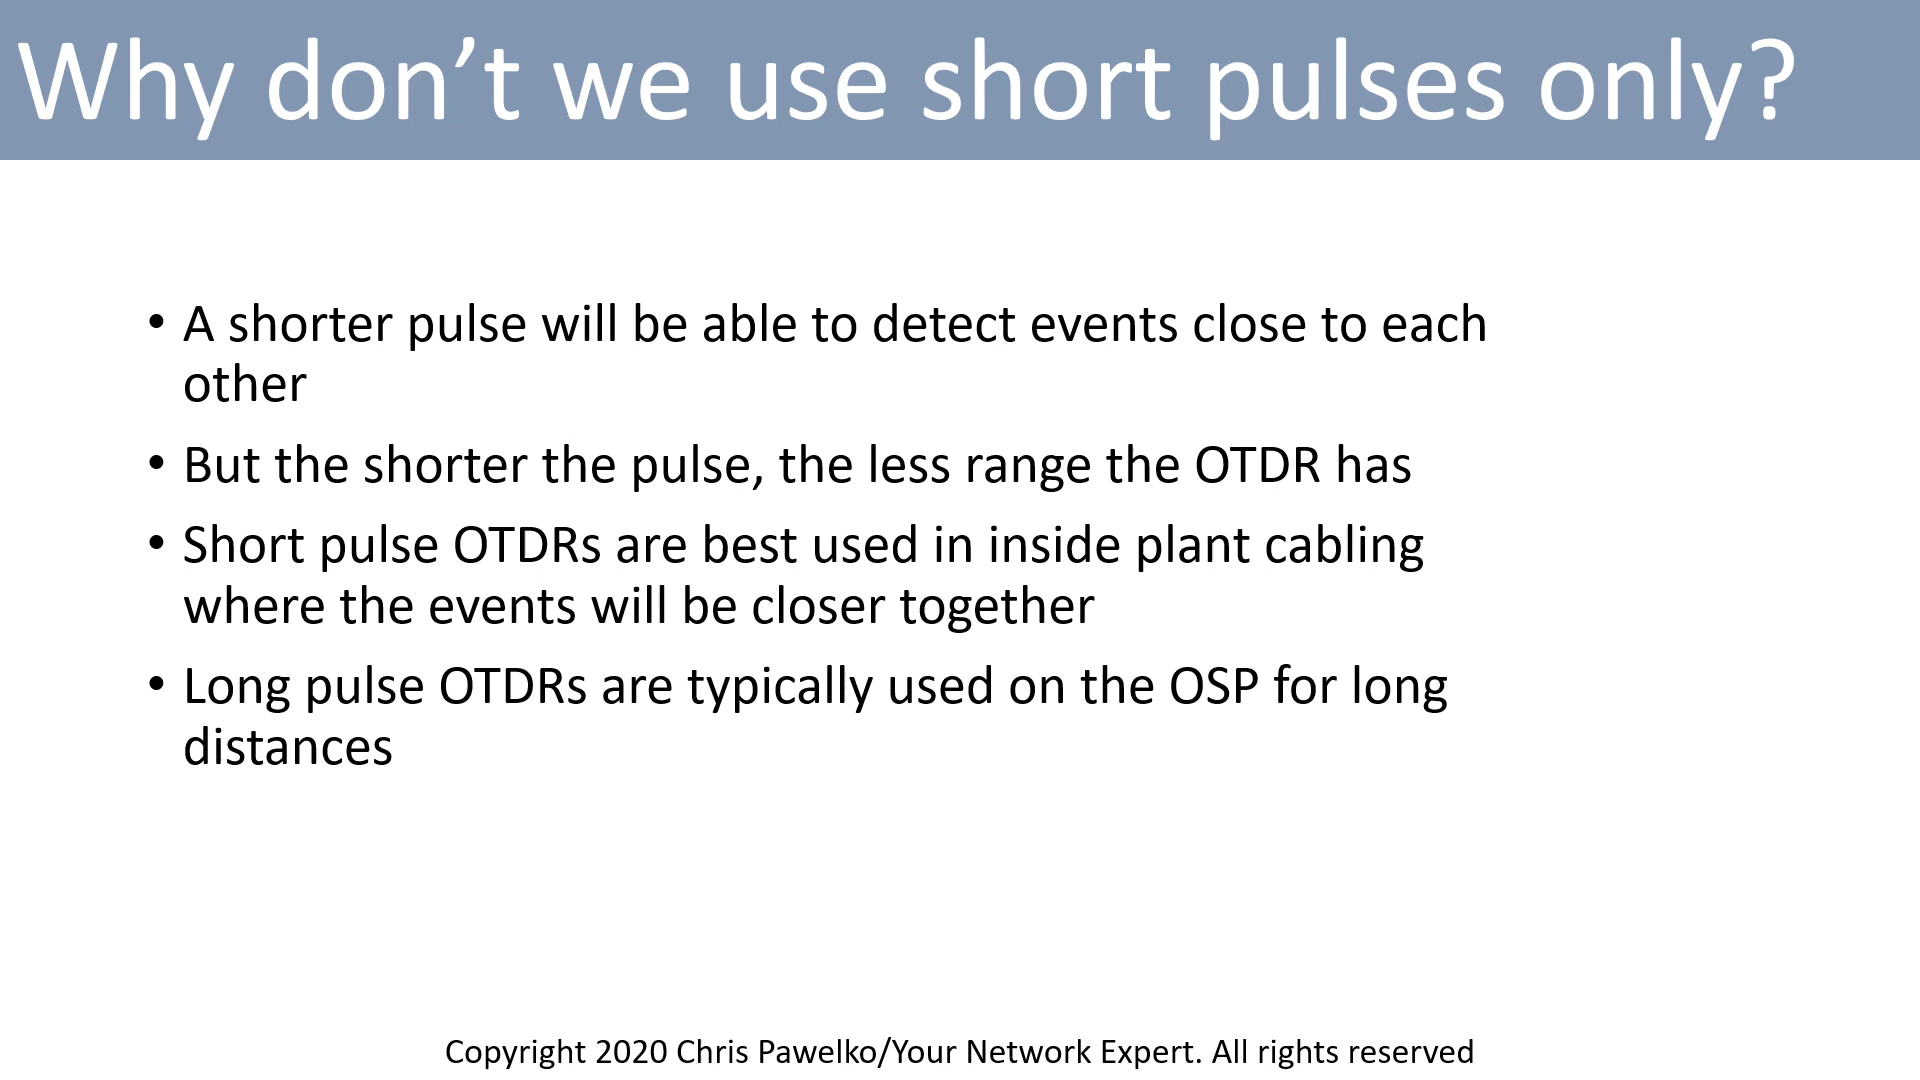 Why don’t we use short pulses only?
• A shorter pulse will be able to detect events close to each
other
• But the shorter the pulse, the less range the OTDR has
• Short pulse OTDRs are best used in inside plant cabling
where the events will be closer together
• Long pulse OTDRs are typically used on the OSP for long
distances
Copyright 2020 Chris Pawelko/Your Network Expert. All rights reserved